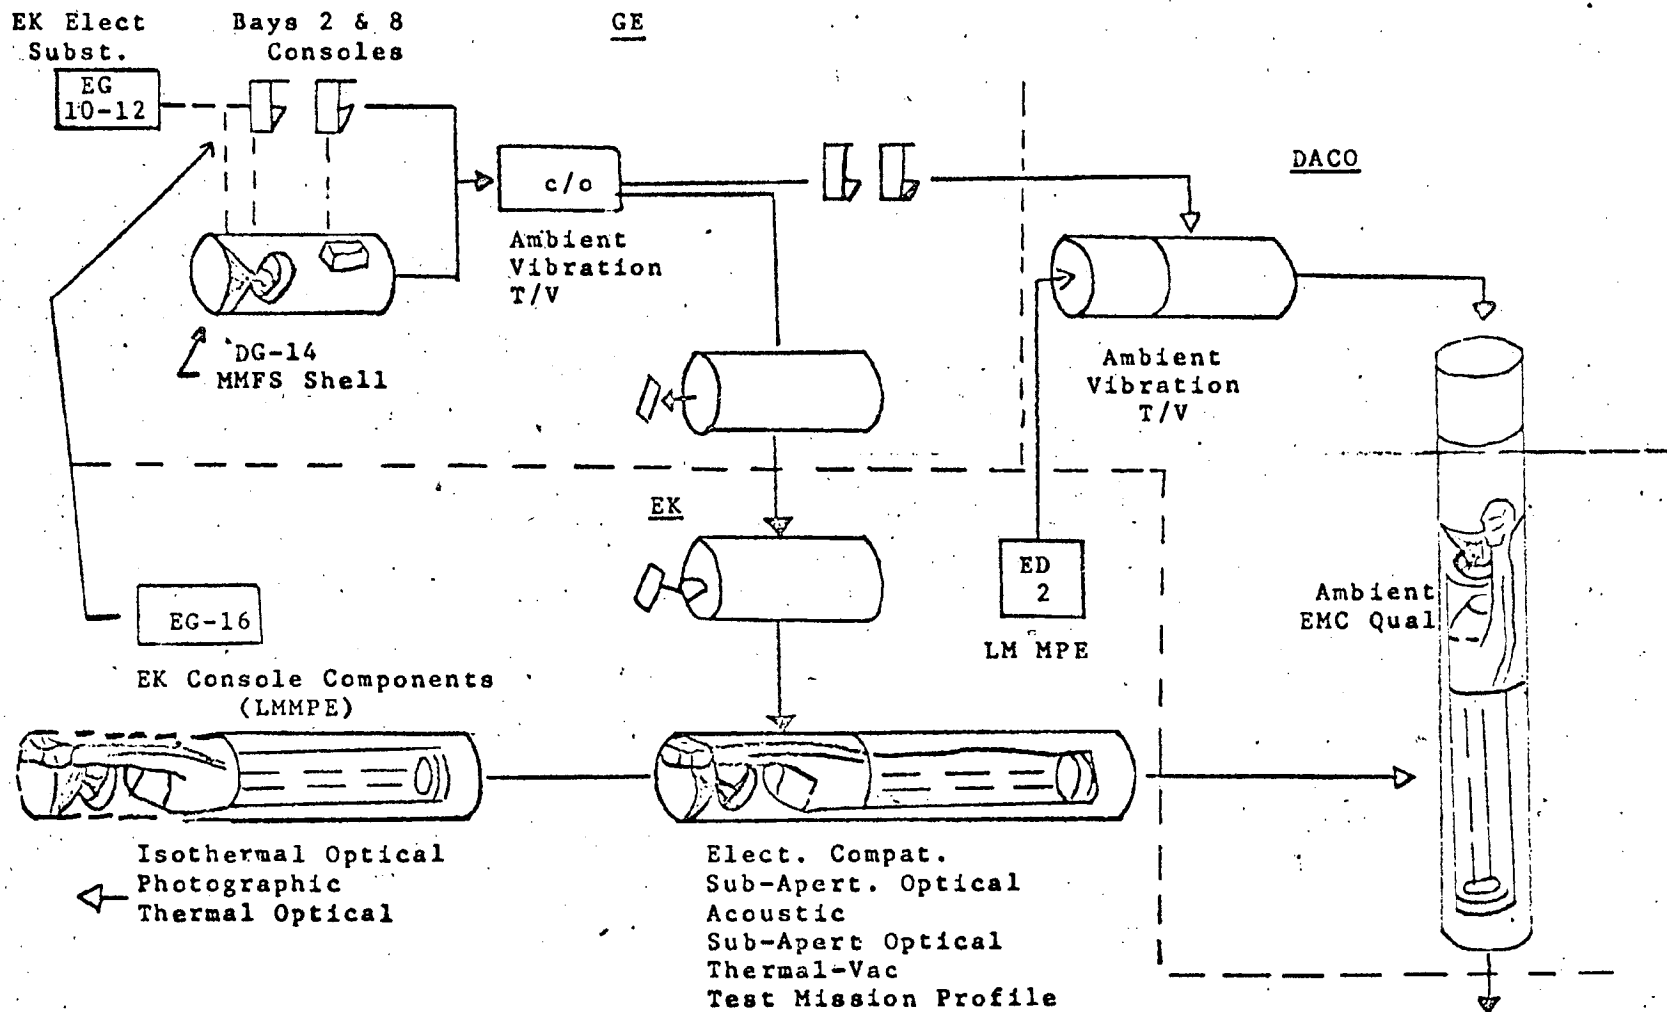 EK Elect
Subst.
Bays 2 & 8
Consoles
GE
EG
10-12
c/o
DACO
Ambient
Vibration
T/V
DG-14
MMFS Shell
Ambient
Vibration
T/V
EK
ED
2
LM MPE
Ambient
EMC Qual
EG-16
EK Console Components
(LMMPE)
Isothermal Optical
Photographic
Thermal Optical
Elect. Compat.
Sub-Apert. Optical
Acoustic
Sub-Apert Optical
Thermal-Vac
Test Mission Profile